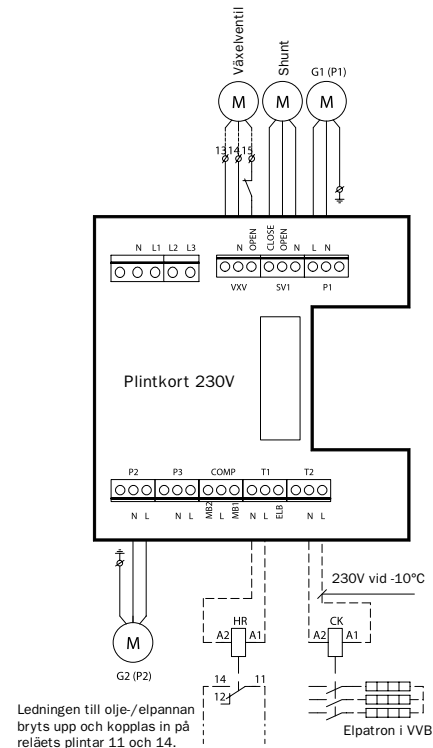 Växelventil
Shunt
G1 (P1)
M
M
M
13 14 15
N OPEN CLOSE OPEN N L N
N L1 L2 L3
VXV SV1 P1
Plintkort 230V
P2 P3 COMP T1 T2
N L N L MB2 L MB1 N L ELB N L
230V vid -10°C
HR CK
A2 A1 A2 A1
M
G2 (P2)
14 11
12
Ledningen till olje-/elpannan
bryts upp och kopplas in på
reläets plintar 11 och 14.
Elpatron i VVB